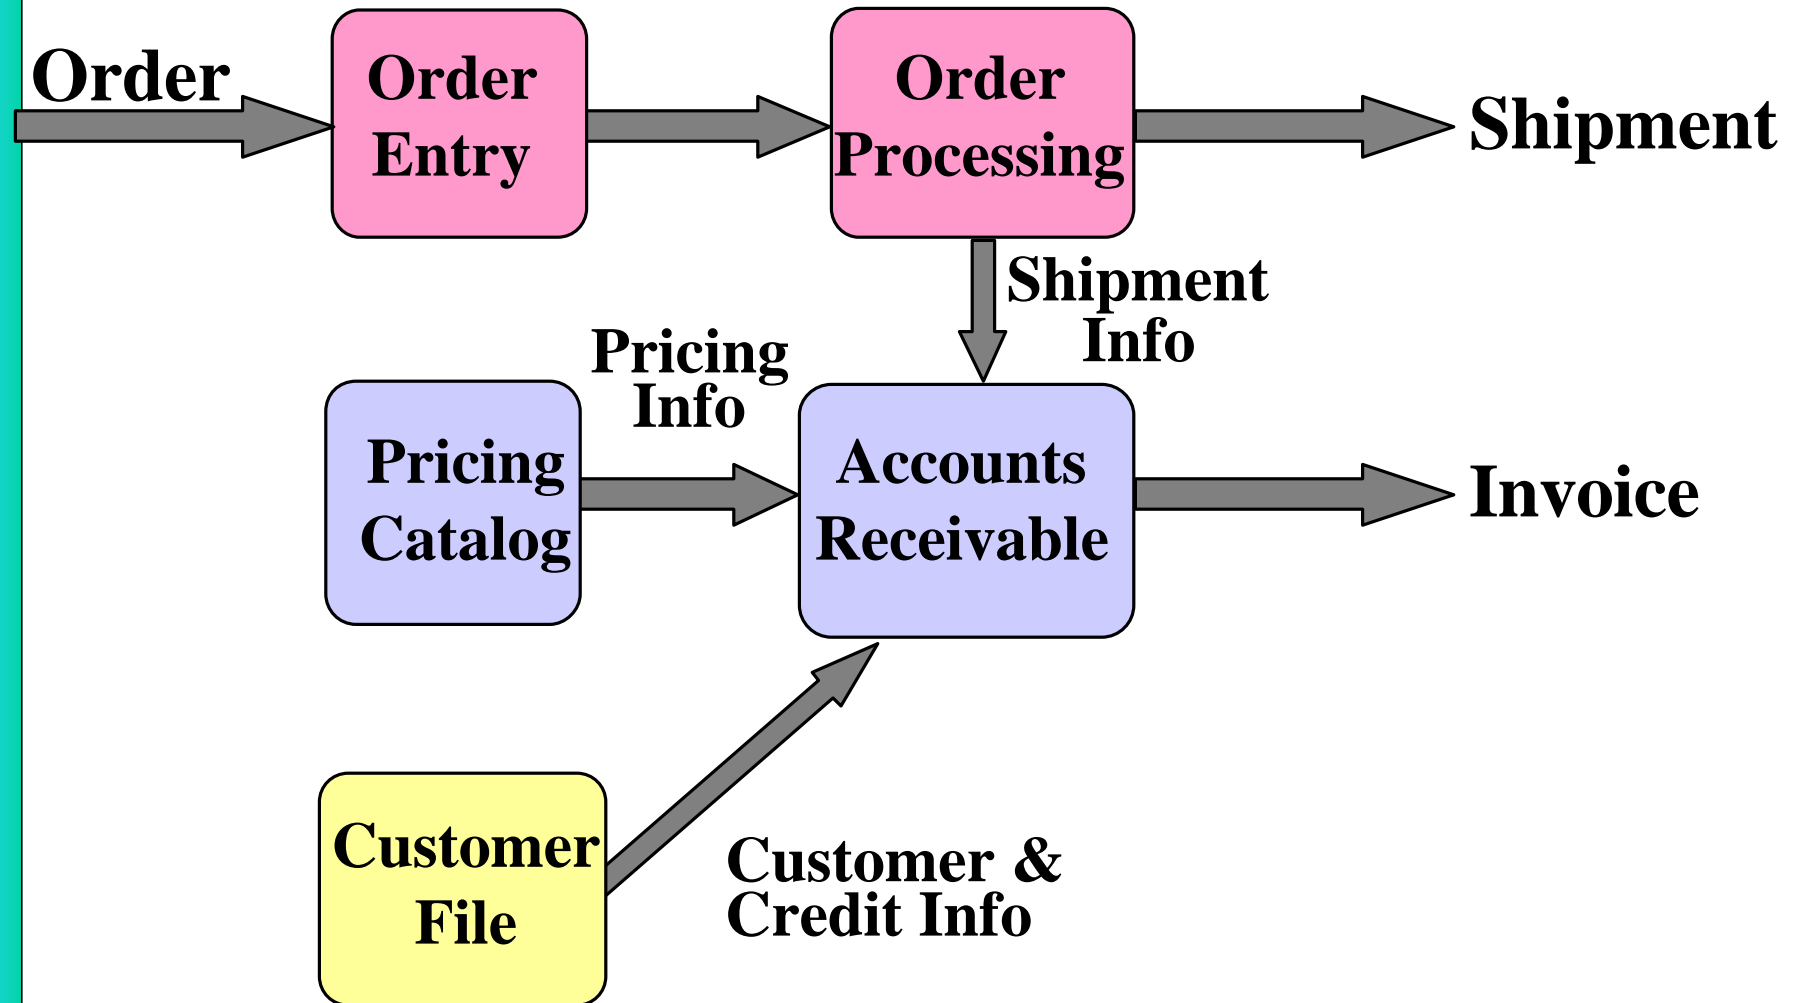 Order
Order
Entry
Order
Processing
Shipment
Shipment
Info
Pricing
Info
Pricing
Catalog
Accounts
Receivable
Invoice
Customer
File
Customer &
Credit Info